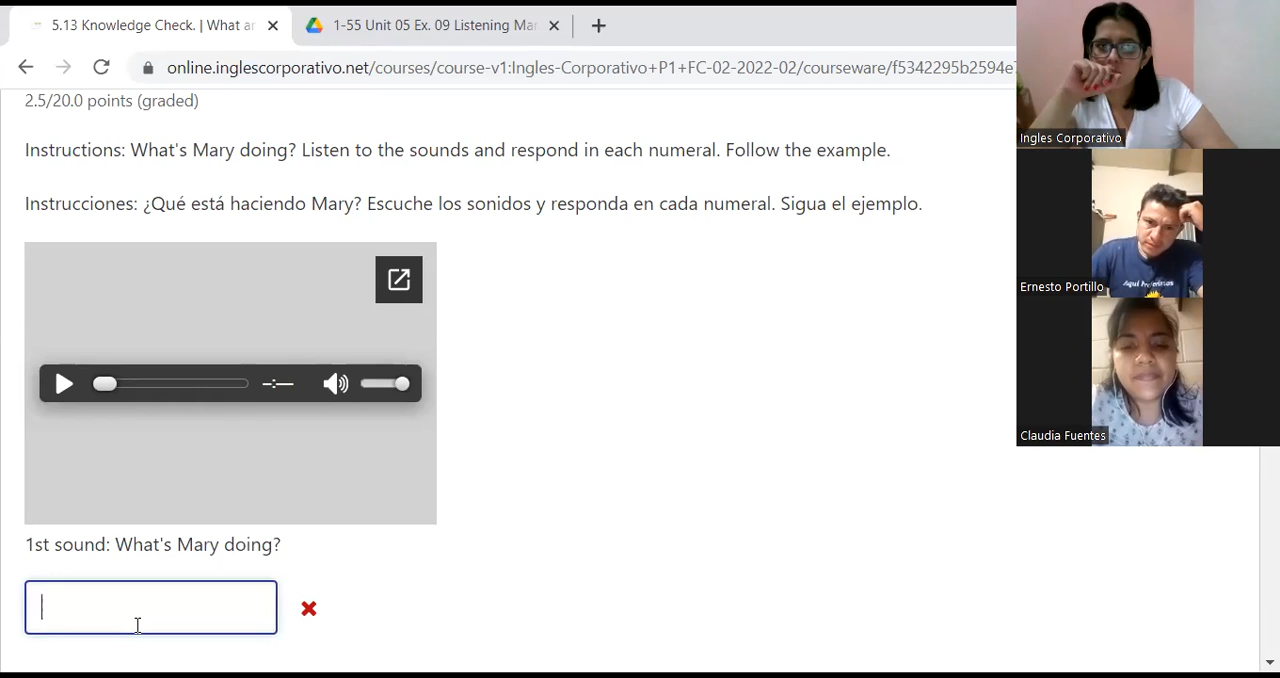 5.13 Knowledge Check. | What ar
1-55 Unit 05 Ex. 09 Listening Mar
online.inglescorporativo.net/courses/course-v1:Ingles-Corporativo+P1+FC-02-2022-02/courseware/f5342295b2594e7
2.5/20.0 points (graded)
Instructions: What's Mary doing? Listen to the sounds and respond in each numeral. Follow the example.
Instrucciones: ¿Qué está haciendo Mary? Escuche los sonidos y responda en cada numeral. Sigua el ejemplo.
-:--
1st sound: What's Mary doing?
Ingles Corporativo
Ernesto Portillo
Claudia Fuentes